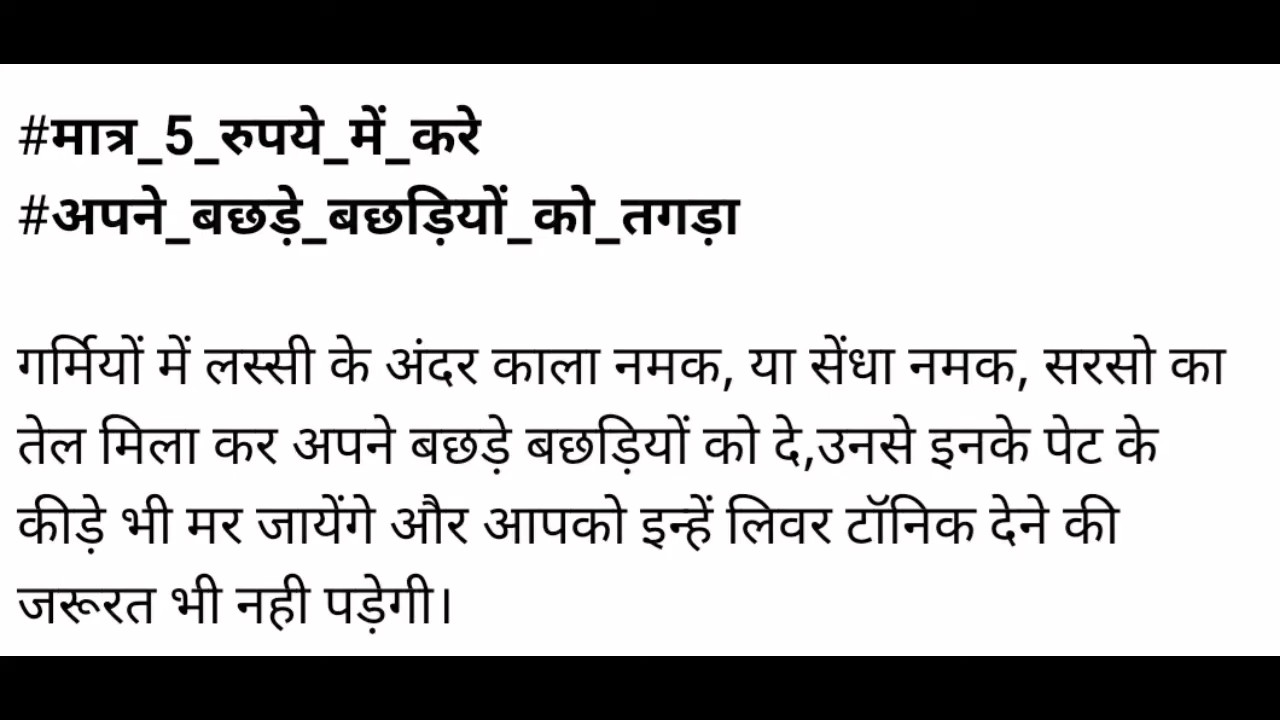 #मात्र_5_रुपये_में_करे
#अपने_बछड़े_बछड़ियों_को_तगड़ा
गर्मियों में लस्सी के अंदर काला नमक, या सेंधा नमक, सरसो का
तेल मिला कर अपने बछड़े बछड़ियों को दे,उनसे इनके पेट के
कीड़े भी मर जायेंगे और आपको इन्हें लिवर टॉनिक देने की
जरूरत भी नही पड़ेगी।